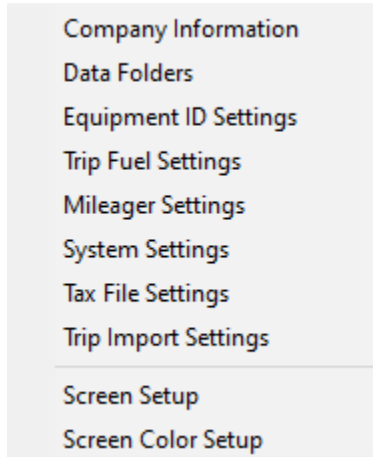 Company Information
Data Folders
Equipment ID Settings
Trip Fuel Settings
Mileager Settings
System Settings
Tax File Settings
Trip Import Settings
Screen Setup
Screen Color Setup